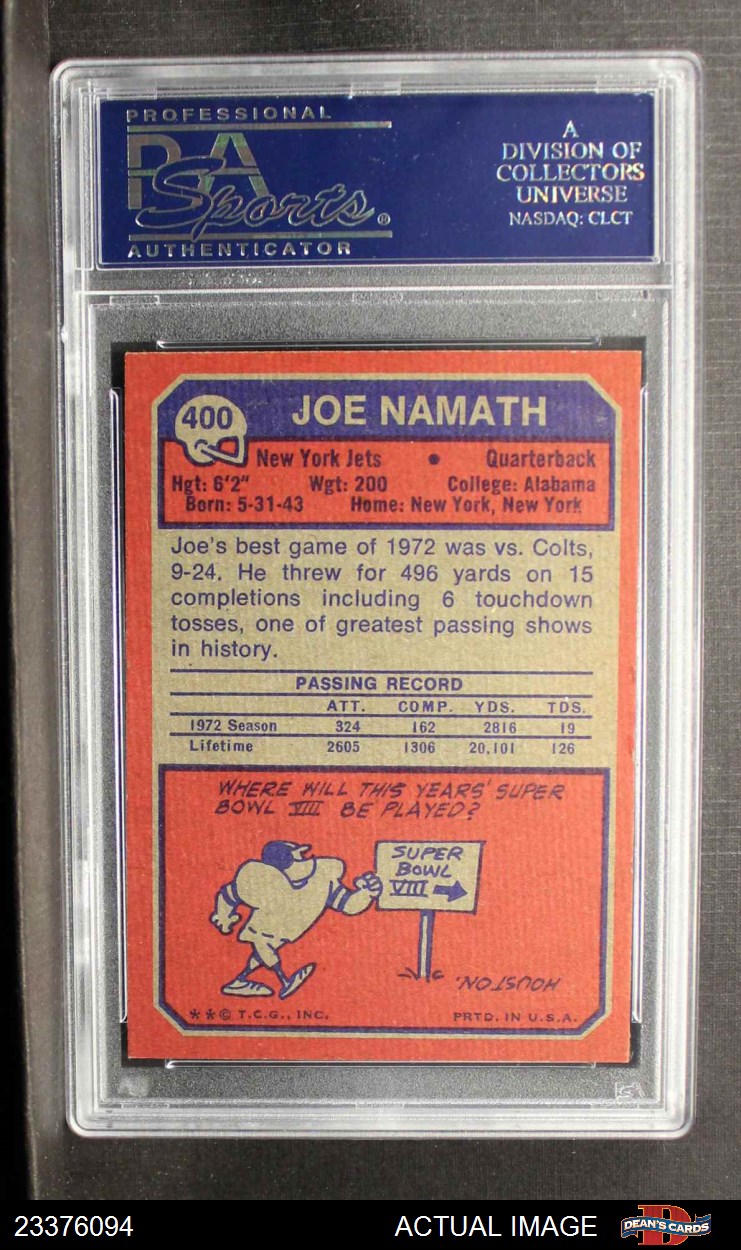 PROFESSIONAL
PSA
Sports®
AUTHENTICATOR
A
DIVISION OF
COLLECTORS
UNIVERSE
NASDAQ: CLCT
400 JOE NAMATH
New York Jets • Quarterback
Hgt: 6'2" Wgt: 200 College: Alabama
Born: 5-31-43 Home: New York, New York
Joe's best game of 1972 was vs. Colts,
9-24. He threw for 496 yards on 15
completions including 6 touchdown
tosses, one of greatest passing shows
in history.
PASSING RECORD
ATT. COMP. YDS. TDS.
1972 Season 324 162 2816 19
Lifetime 2605 1306 20,101 126
WHERE WILL THIS YEARS' SUPER
BOWL VIII BE PLAYED?
SUPER
BOWL
VIII
HOUSTON.
**© T.C.G., INC. PRTD. IN U.S.A.
23376094 ACTUAL IMAGE DEAN'S CARDS